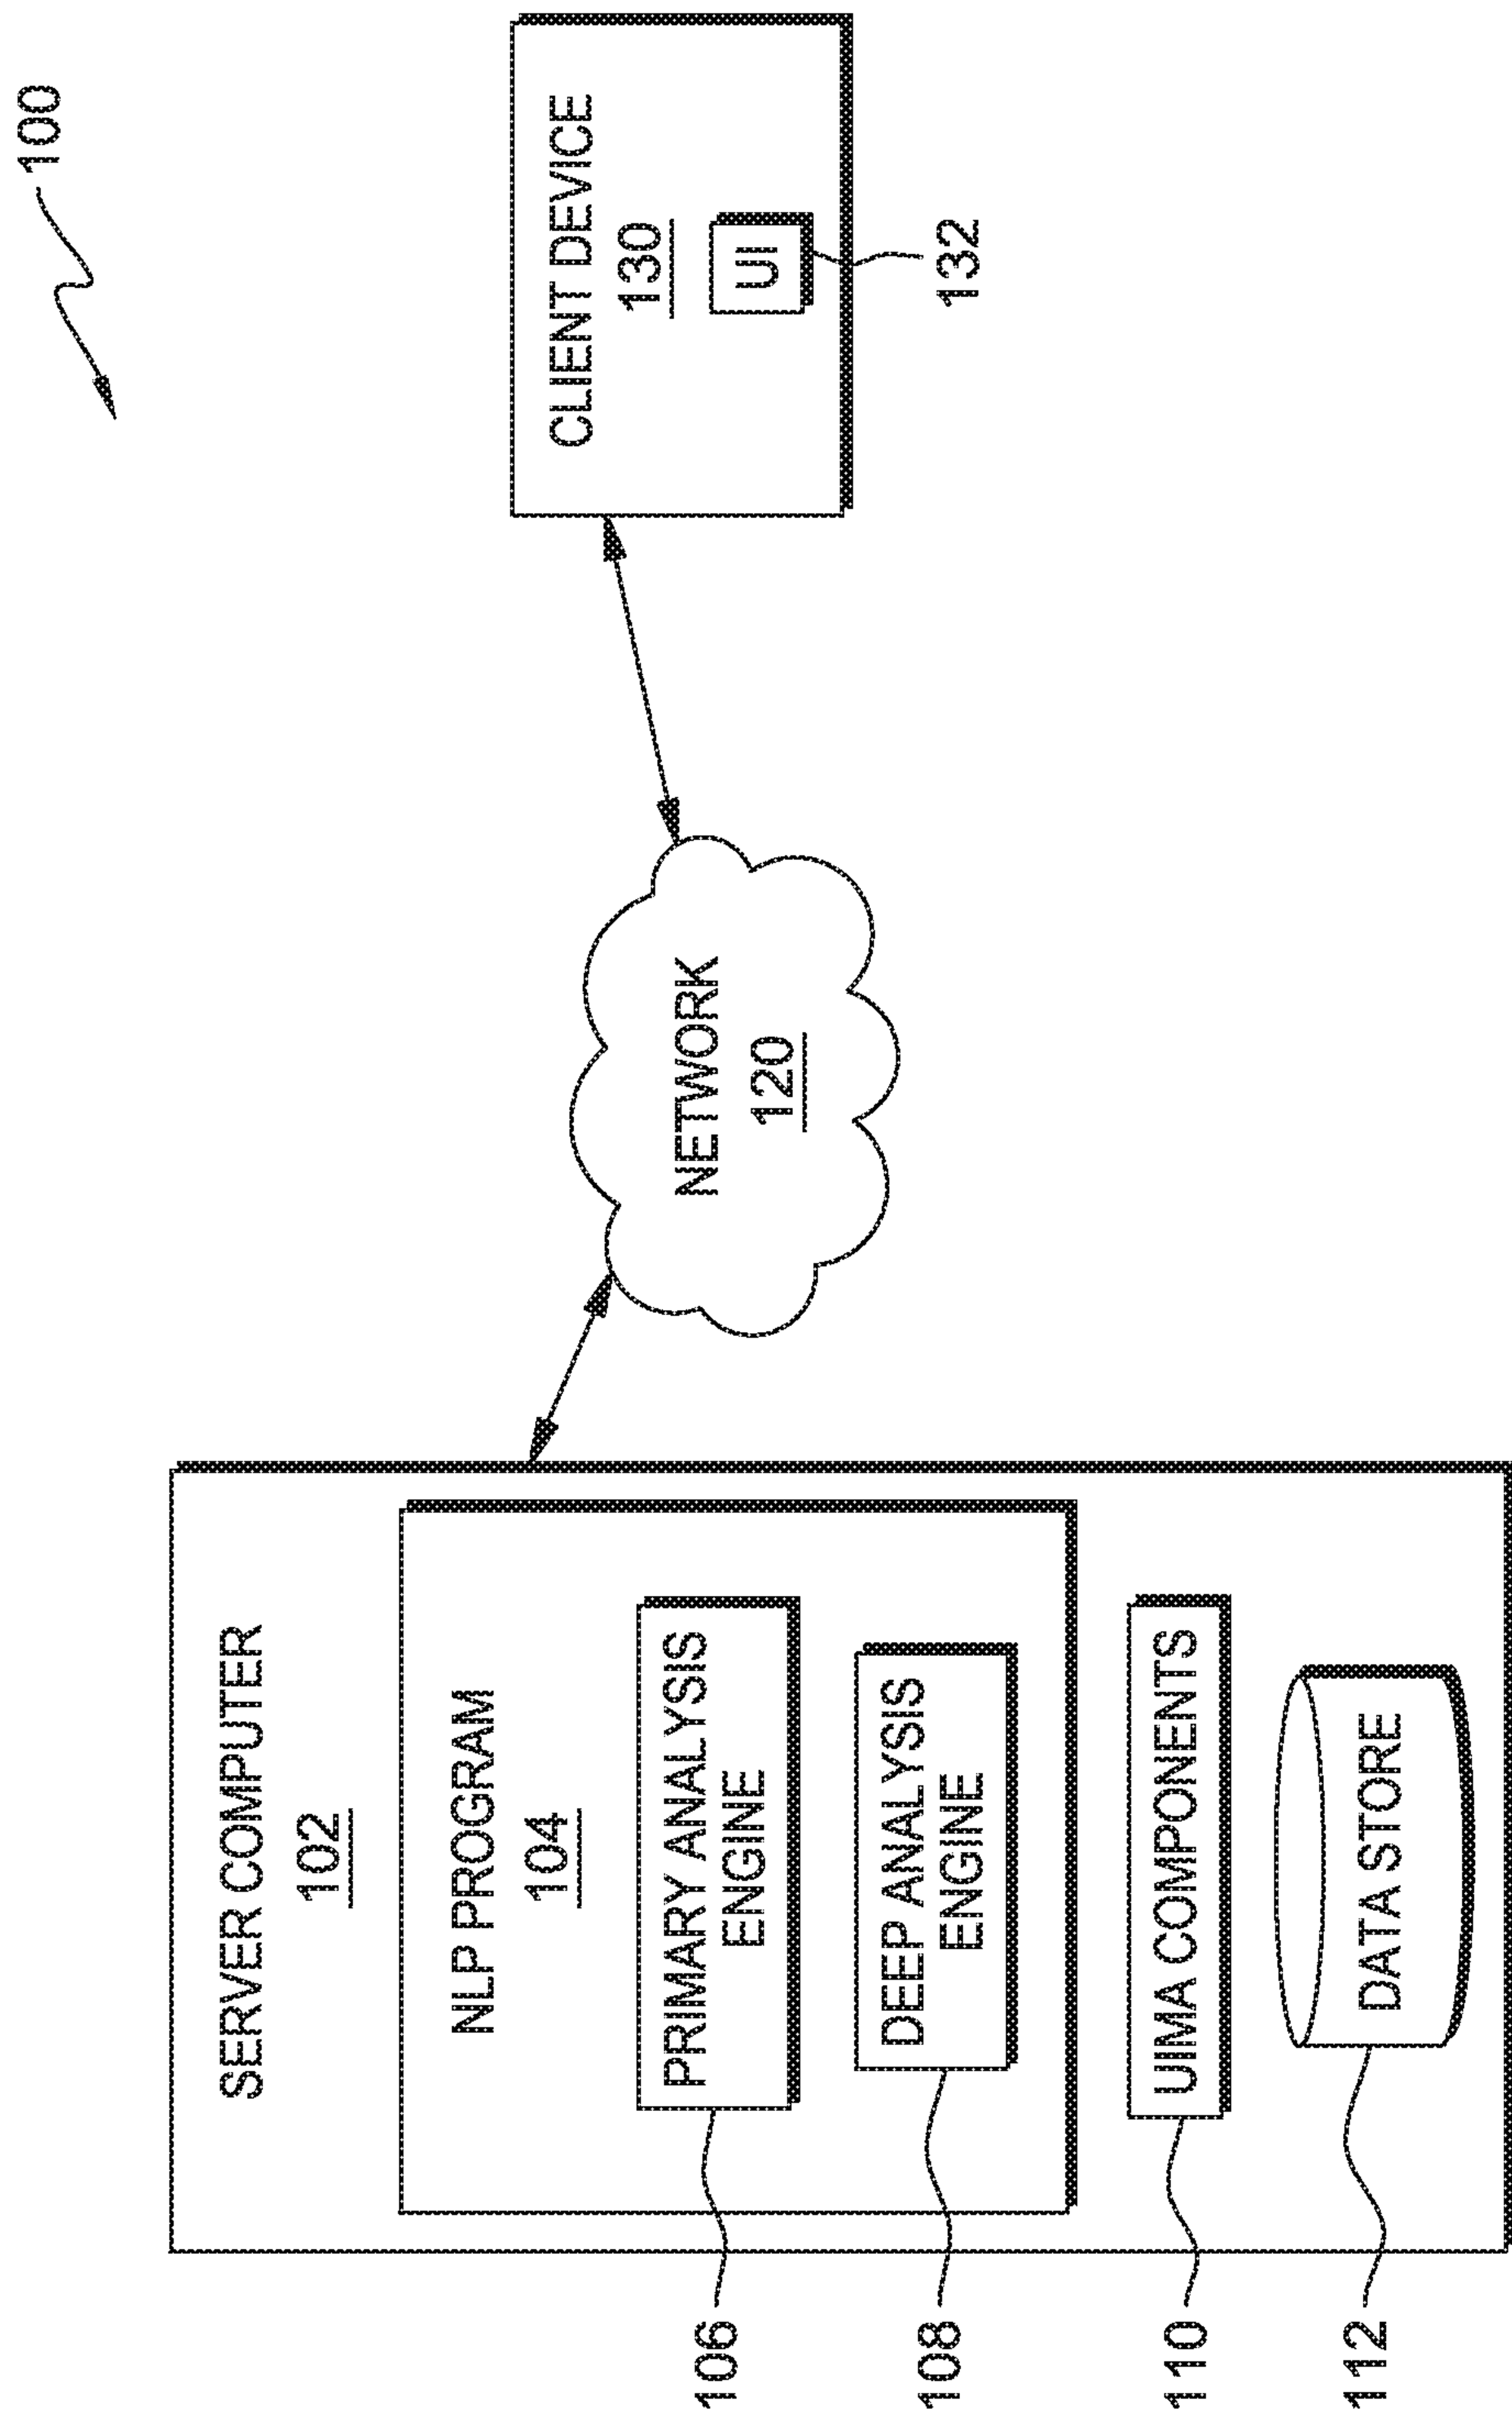 100
SERVER COMPUTER
102
NLP PROGRAM
104
PRIMARY ANALYSIS
ENGINE
106
DEEP ANALYSIS
ENGINE
108
UIMA COMPONENTS
110
DATA STORE
112
NETWORK
120
CLIENT DEVICE
130
UI
132